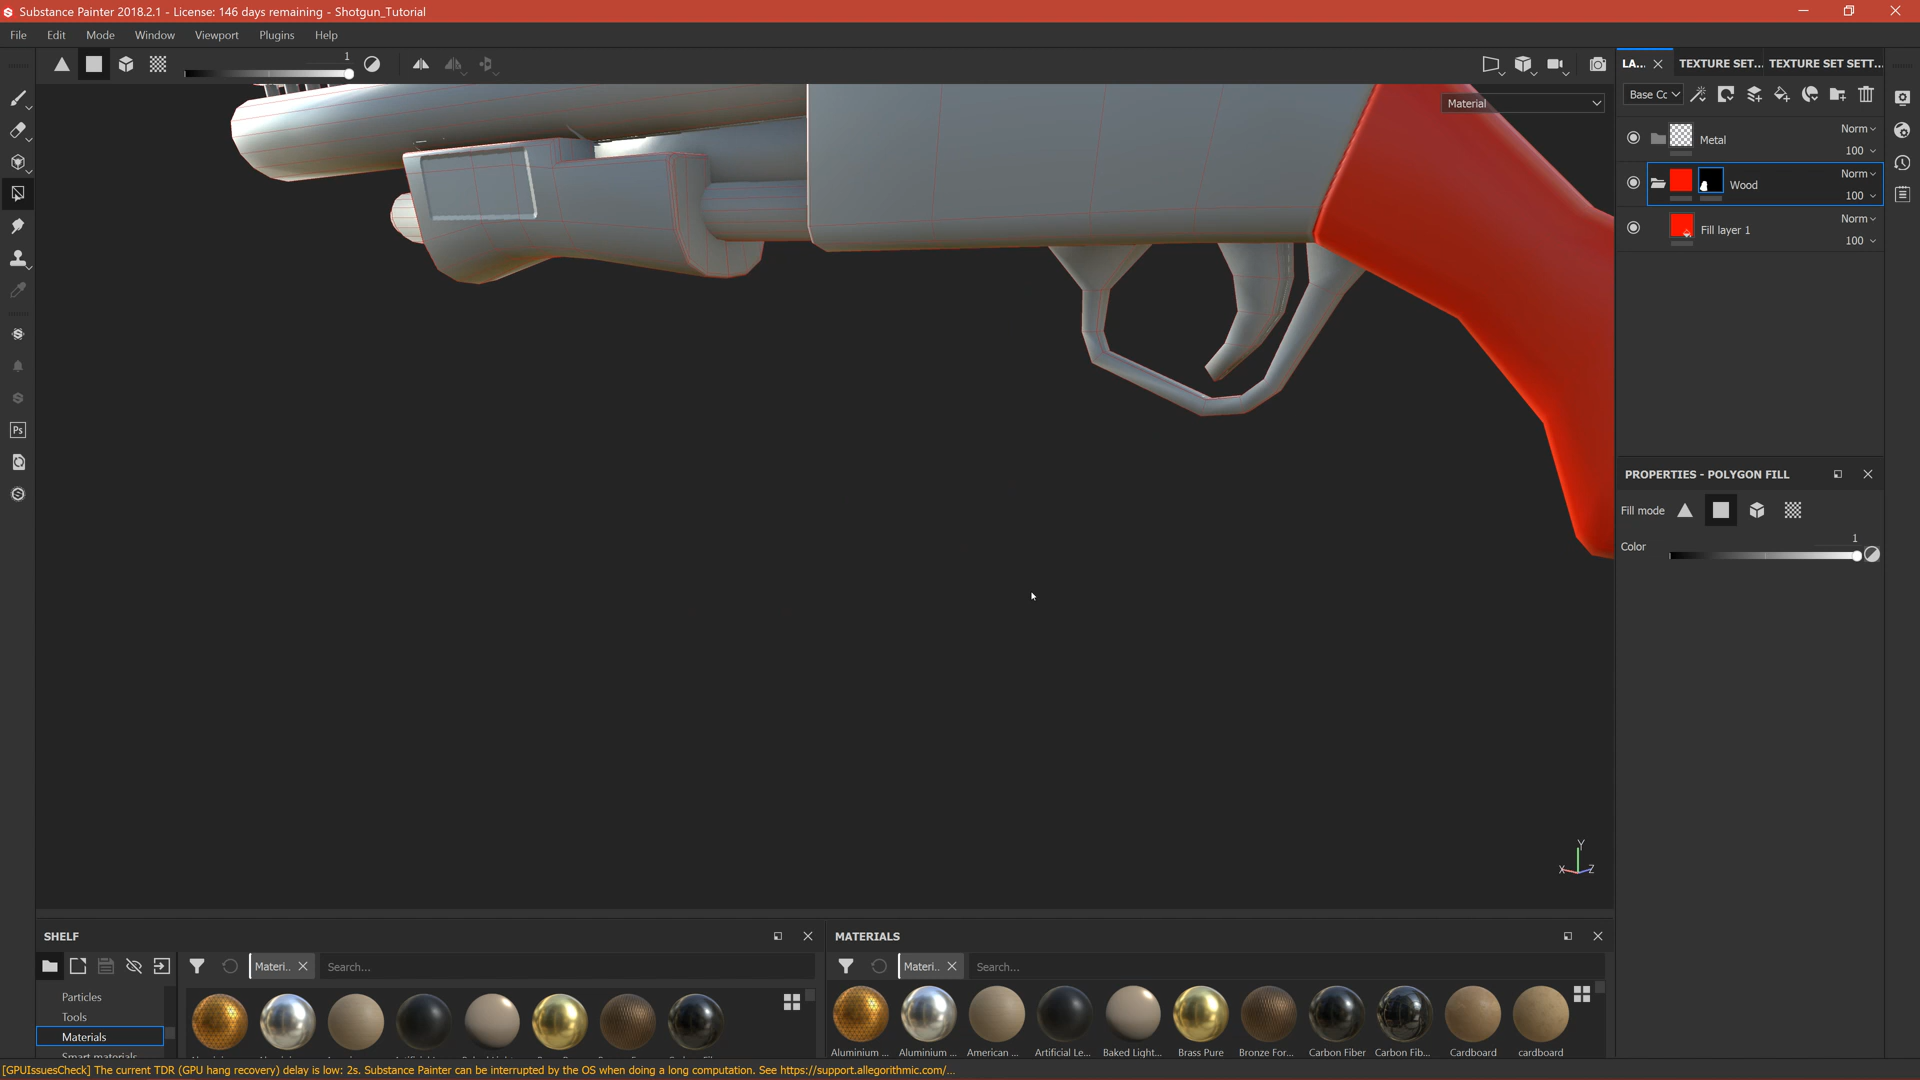 Substance Painter 2018.2.1 - License: 146 days remaining - Shotgun_Tutorial
File Edit Mode Window Viewport Plugins Help
1
LA... TEXTURE SET... TEXTURE SET SETT...
Material
Base Cc
Norm
Metal
100
Norm
Wood
100
Norm
Fill layer 1
100
Ps
PROPERTIES - POLYGON FILL
Fill mode
1
Color
Y
X Z
SHELF
MATERIALS
Materi.. Search...
Materi.. Search...
Particles
Tools
Materials
Smart materials
Aluminium ... Aluminium ... American ... Artificial Le... Baked Light... Brass Pure Bronze For... Carbon Fiber Carbon Fib... Cardboard cardboard
[GPUIssuesCheck] The current TDR (GPU hang recovery) delay is low: 2s. Substance Painter can be interrupted by the OS when doing a long computation. See https://support.allegorithmic.com/...